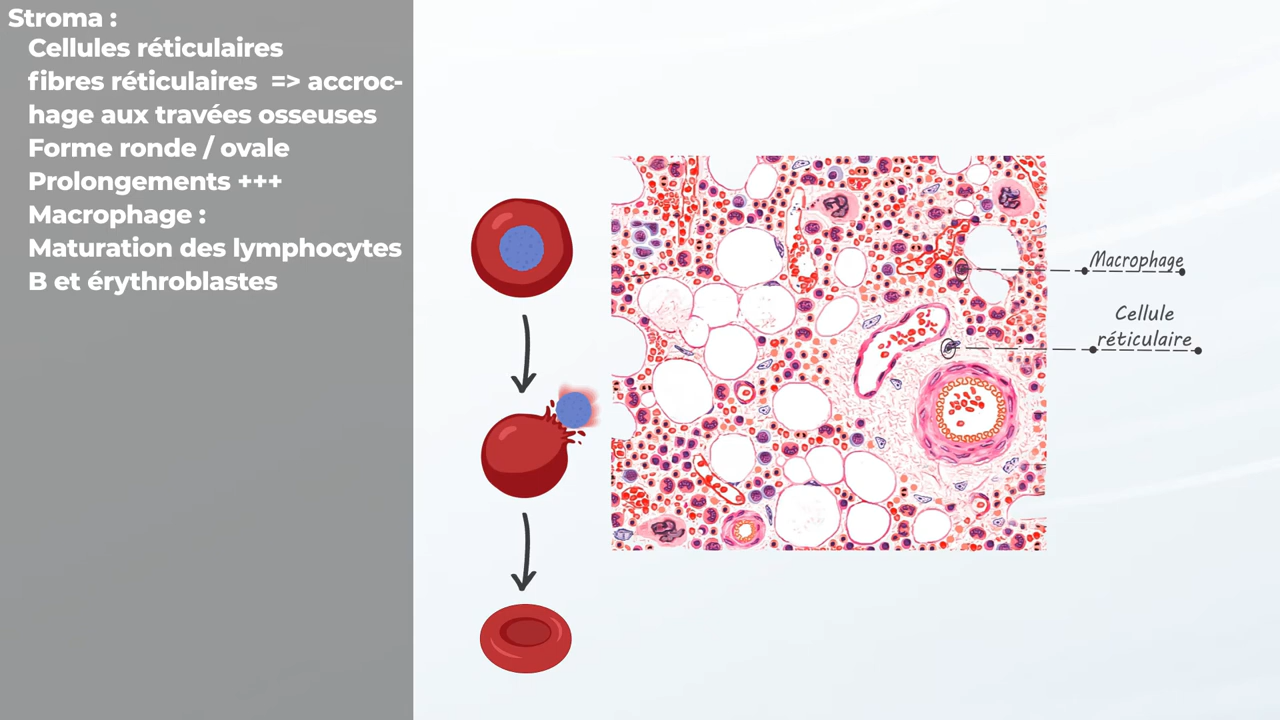 Stroma :
Cellules réticulaires
fibres réticulaires => accroc-
hage aux travées osseuses
Forme ronde / ovale
Prolongements +++
Macrophage :
Maturation des lymphocytes
B et érythroblastes
Macrophage
Cellule
réticulaire